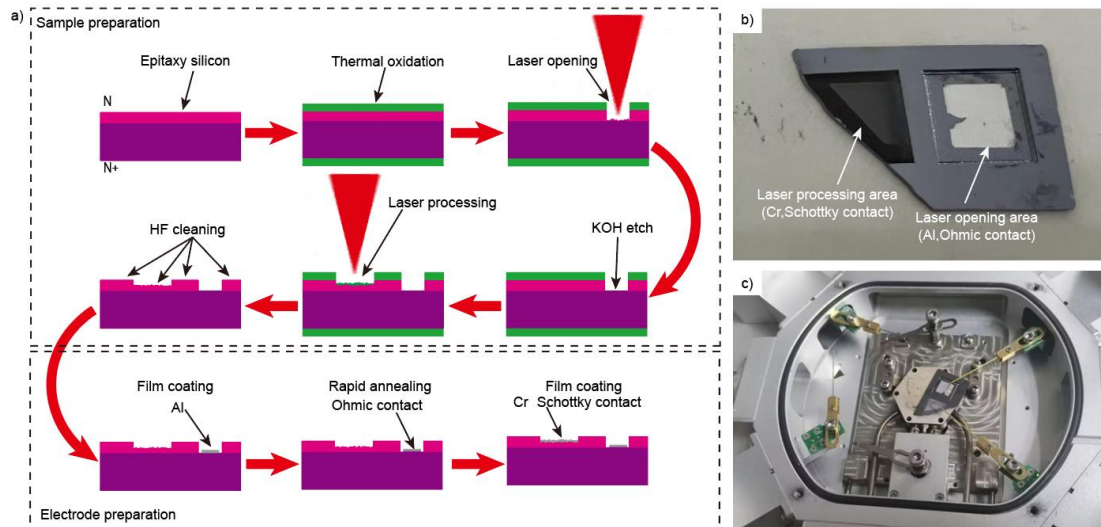 a)
Sample preparation
Epitaxy silicon
N
N+
Thermal oxidation
Laser opening
HF cleaning
Laser processing
KOH etch
Film coating
Al
Rapid annealing
Ohmic contact
Film coating
Cr Schottky contact
Electrode preparation
b)
Laser processing area
(Cr,Schottky contact)
Laser opening area
(Al,Ohmic contact)
c)